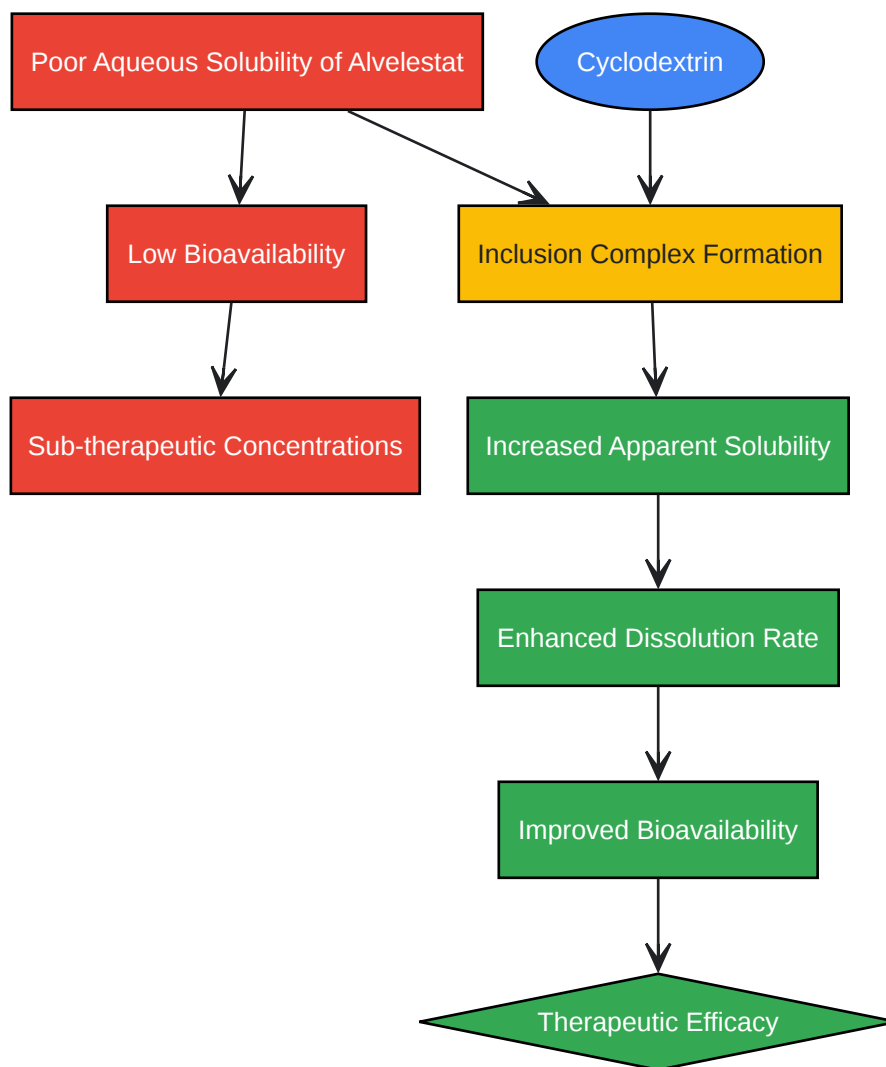 Poor Aqueous Solubility of Alvelestat
Cyclodextrin
Low Bioavailability
Inclusion Complex Formation
Sub-therapeutic Concentrations
Increased Apparent Solubility
Enhanced Dissolution Rate
Improved Bioavailability
Therapeutic Efficacy